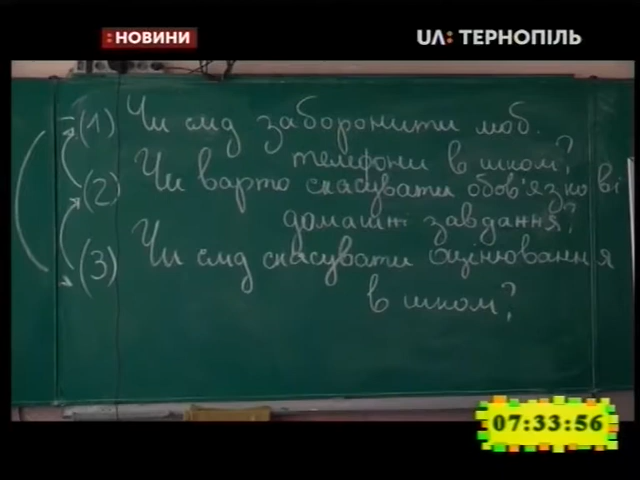 :НОВИНИ
UA: ТЕРНОПІЛЬ
(1) Чи слід заборонити моб.
телефони в школі?
(2) Чи варто скасувати обов'язкові
домашні завдання?
(3) Чи слід скасувати оцінювання
в школі?
07:33:56